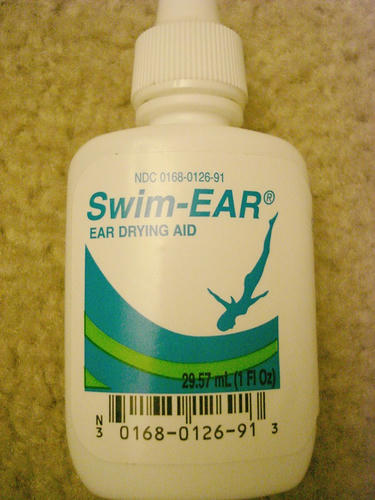 NDC 0168-0126-91
Swim-EAR®
EAR DRYING AID
29.57 mL (1 Fl Oz)
N
3 0168-0126-91 3